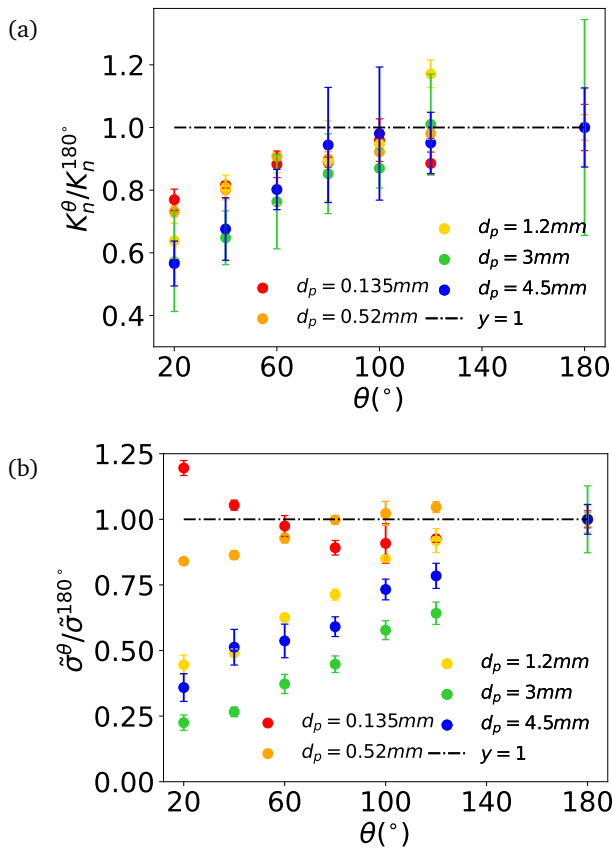 (a)
K_n^θ/K_n^{180°}
1.2
1.0
0.8
0.6
0.4
d_p = 1.2mm
d_p = 3mm
d_p = 0.135mm
d_p = 4.5mm
d_p = 0.52mm
y = 1
20 60 100 140 180
θ(°)
(b)
σ̃^θ/σ̃^{180°}
1.25
1.00
0.75
0.50
0.25
0.00
d_p = 1.2mm
d_p = 3mm
d_p = 0.135mm
d_p = 4.5mm
d_p = 0.52mm
y = 1
20 60 100 140 180
θ(°)